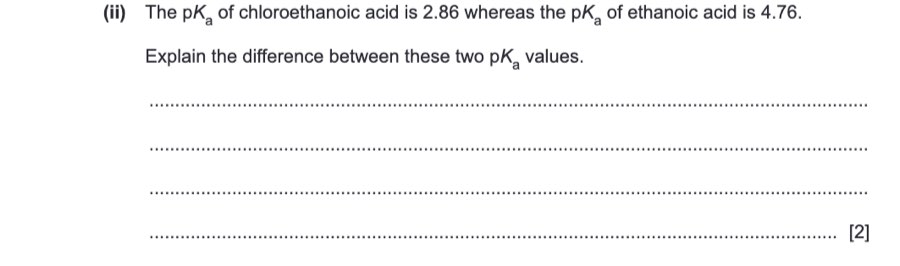 (ii) The pKa of chloroethanoic acid is 2.86 whereas the pKa of ethanoic acid is 4.76.
Explain the difference between these two pKa values.
[2]